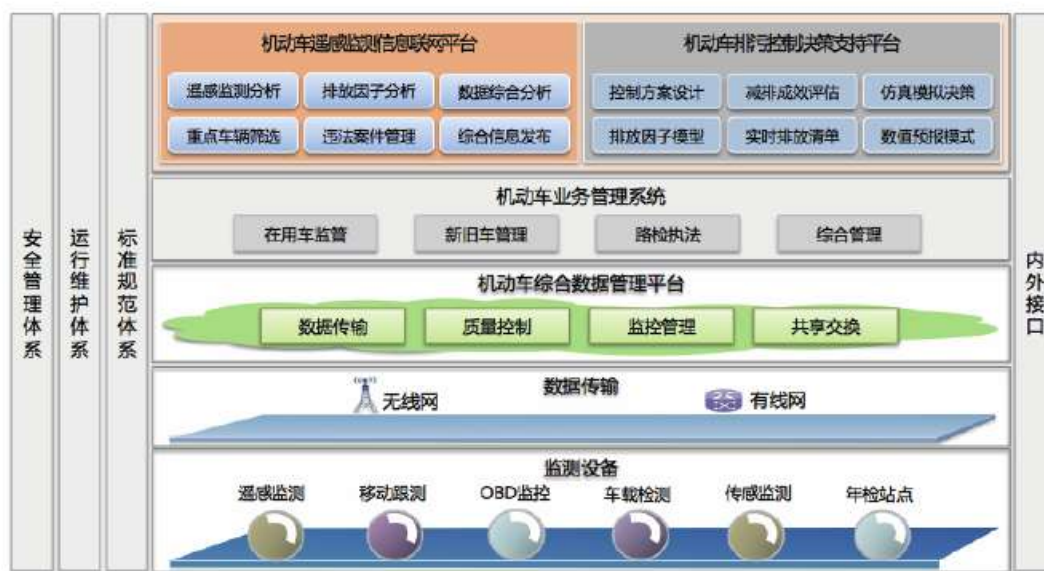 安全管理体系
运行维护体系
标准规范体系
机动车遥感监测信息联网平台
遥感监测分析
排放因子分析
数据综合分析
重点车辆筛选
违法案件管理
综合信息发布
机动车排污控制决策支持平台
控制方案设计
减排成效评估
仿真模拟决策
排放因子模型
实时排放清单
数值预报模式
机动车业务管理系统
在用车监管
新旧车管理
路检执法
综合管理
机动车综合数据管理平台
数据传输
质量控制
监控管理
共享交换
数据传输
无线网
有线网
监测设备
遥感监测
移动跟测
OBD监控
车载检测
传感监测
年检站点
内外接口